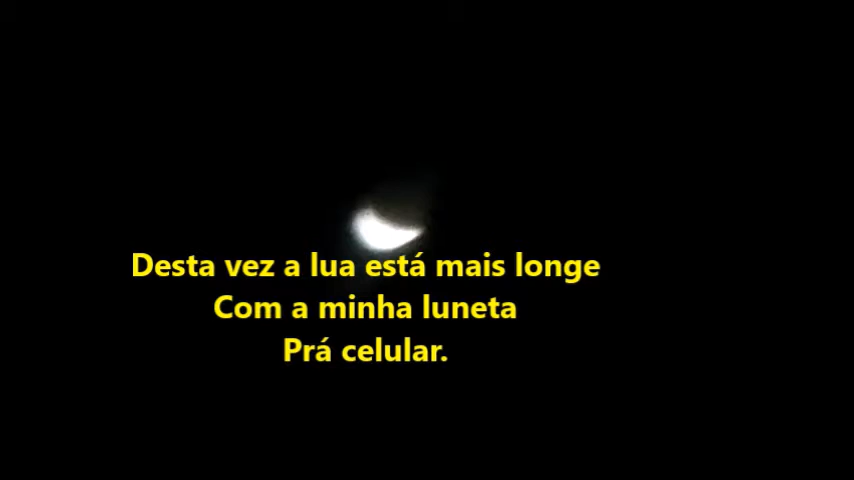 Desta vez a lua está mais longe
Com a minha luneta
Prá celular.